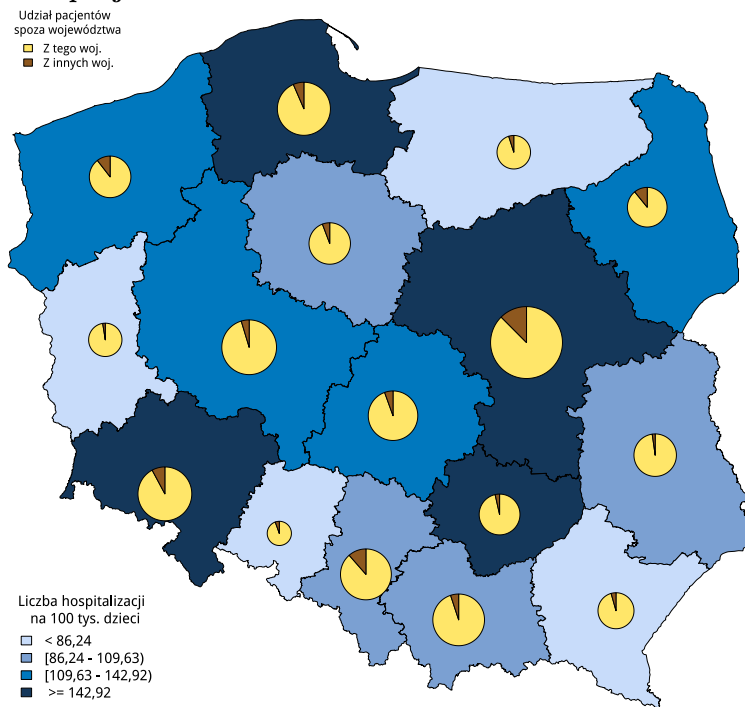 Udział pacjentów
spoza województwa
Z tego woj.
Z innych woj.
Liczba hospitalizacji
na 100 tys. dzieci
< 86,24
[86,24 - 109,63)
[109,63 - 142,92)
>= 142,92